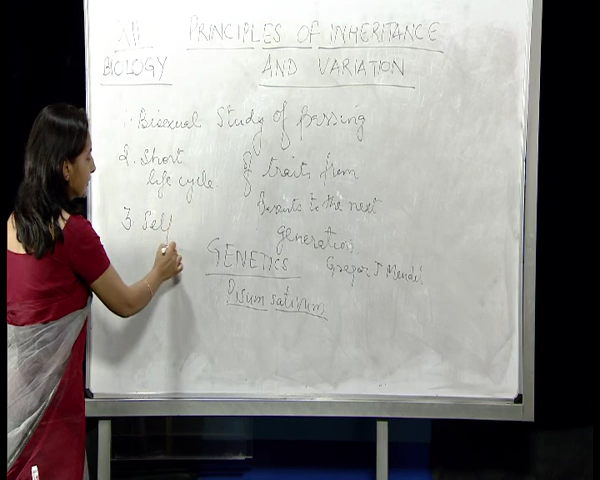 XII PRINCIPLES OF INHERITANCE
BIOLOGY AND VARIATION
1. Bisexual Study of passing
2. Short life cycle. of traits from
Parents to the next
3. Self generation
GENETICS Gregor J Mendel
Pisum sativum